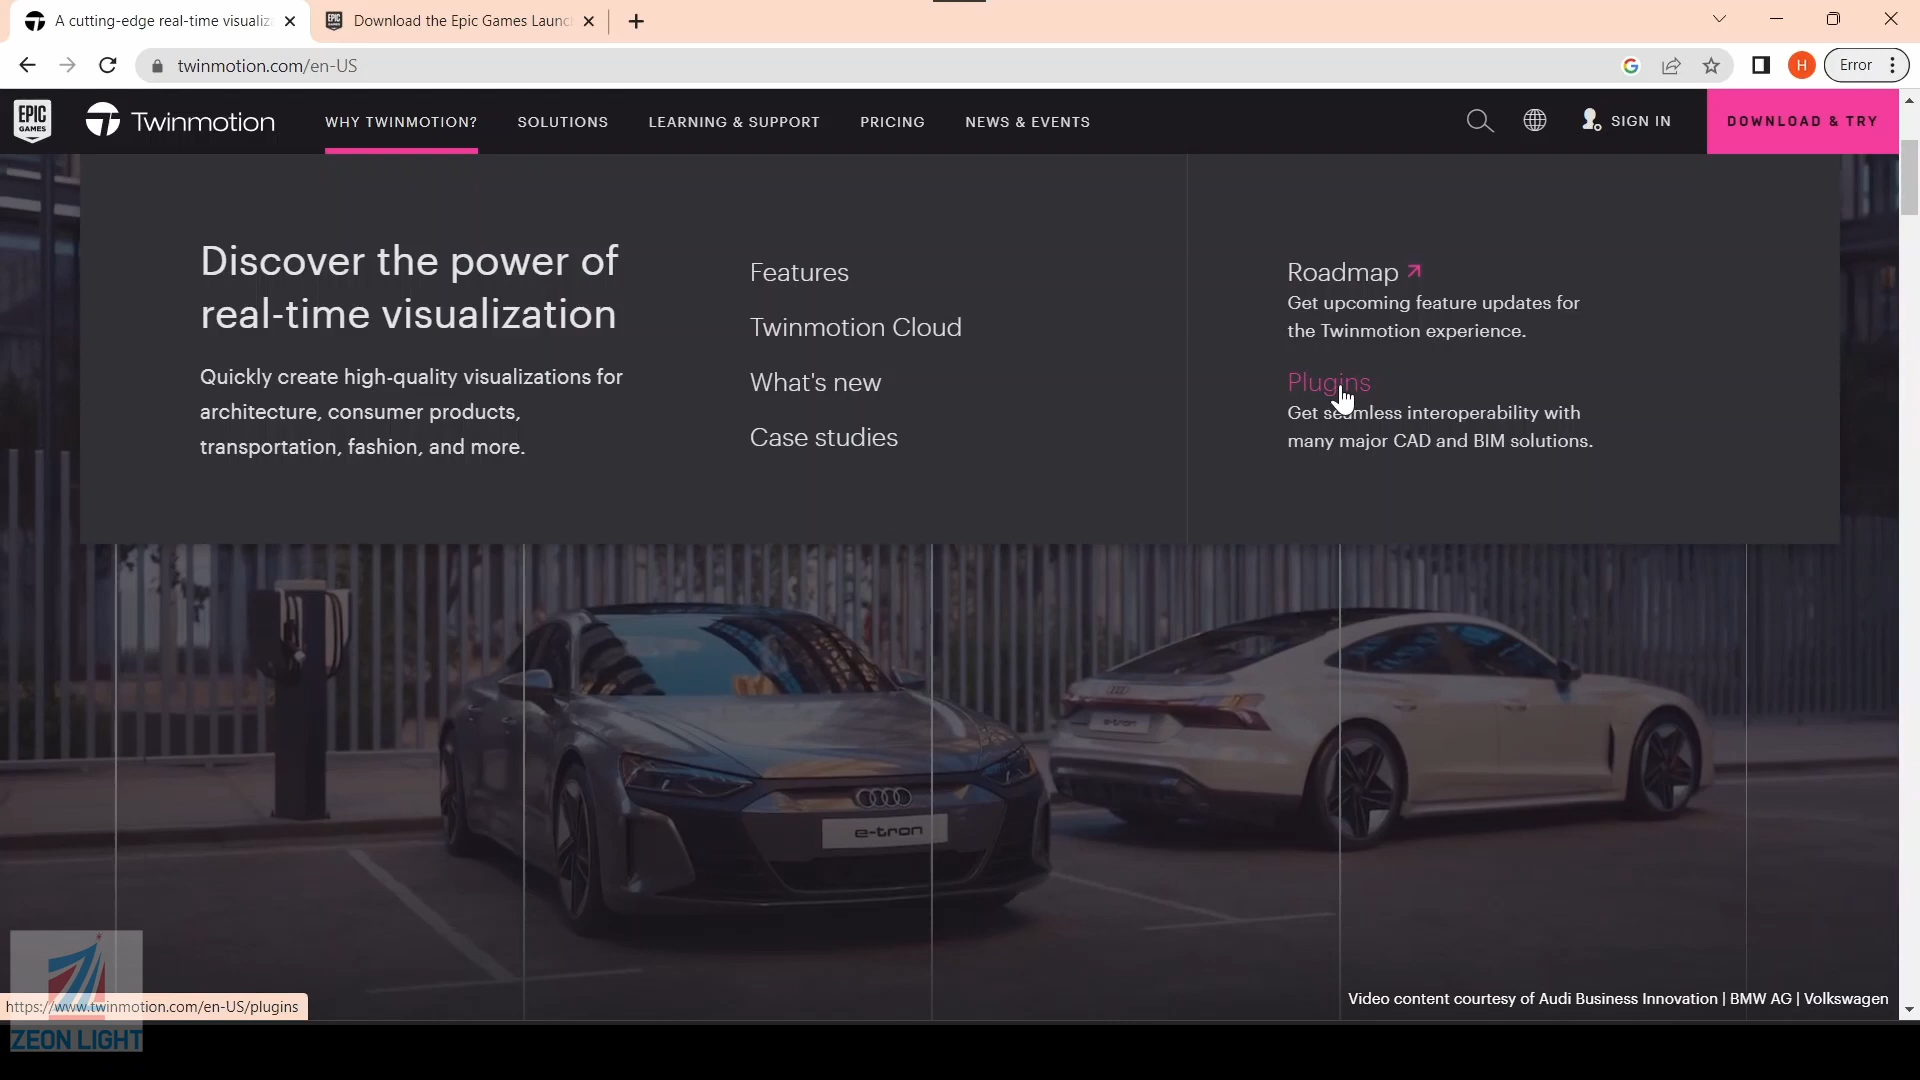 A cutting-edge real-time visualiz
Download the Epic Games Launc
twinmotion.com/en-US
Error
H
EPIC
GAMES
Twinmotion
WHY TWINMOTION?
SOLUTIONS
LEARNING & SUPPORT
PRICING
NEWS & EVENTS
SIGN IN
DOWNLOAD & TRY
Discover the power of
real-time visualization
Quickly create high-quality visualizations for
architecture, consumer products,
transportation, fashion, and more.
Features
Twinmotion Cloud
What's new
Case studies
Roadmap
Get upcoming feature updates for
the Twinmotion experience.
Plugins
Get seamless interoperability with
many major CAD and BIM solutions.
e-tron
Video content courtesy of Audi Business Innovation | BMW AG | Volkswagen
https://www.twinmotion.com/en-US/plugins
ZEON LIGHT